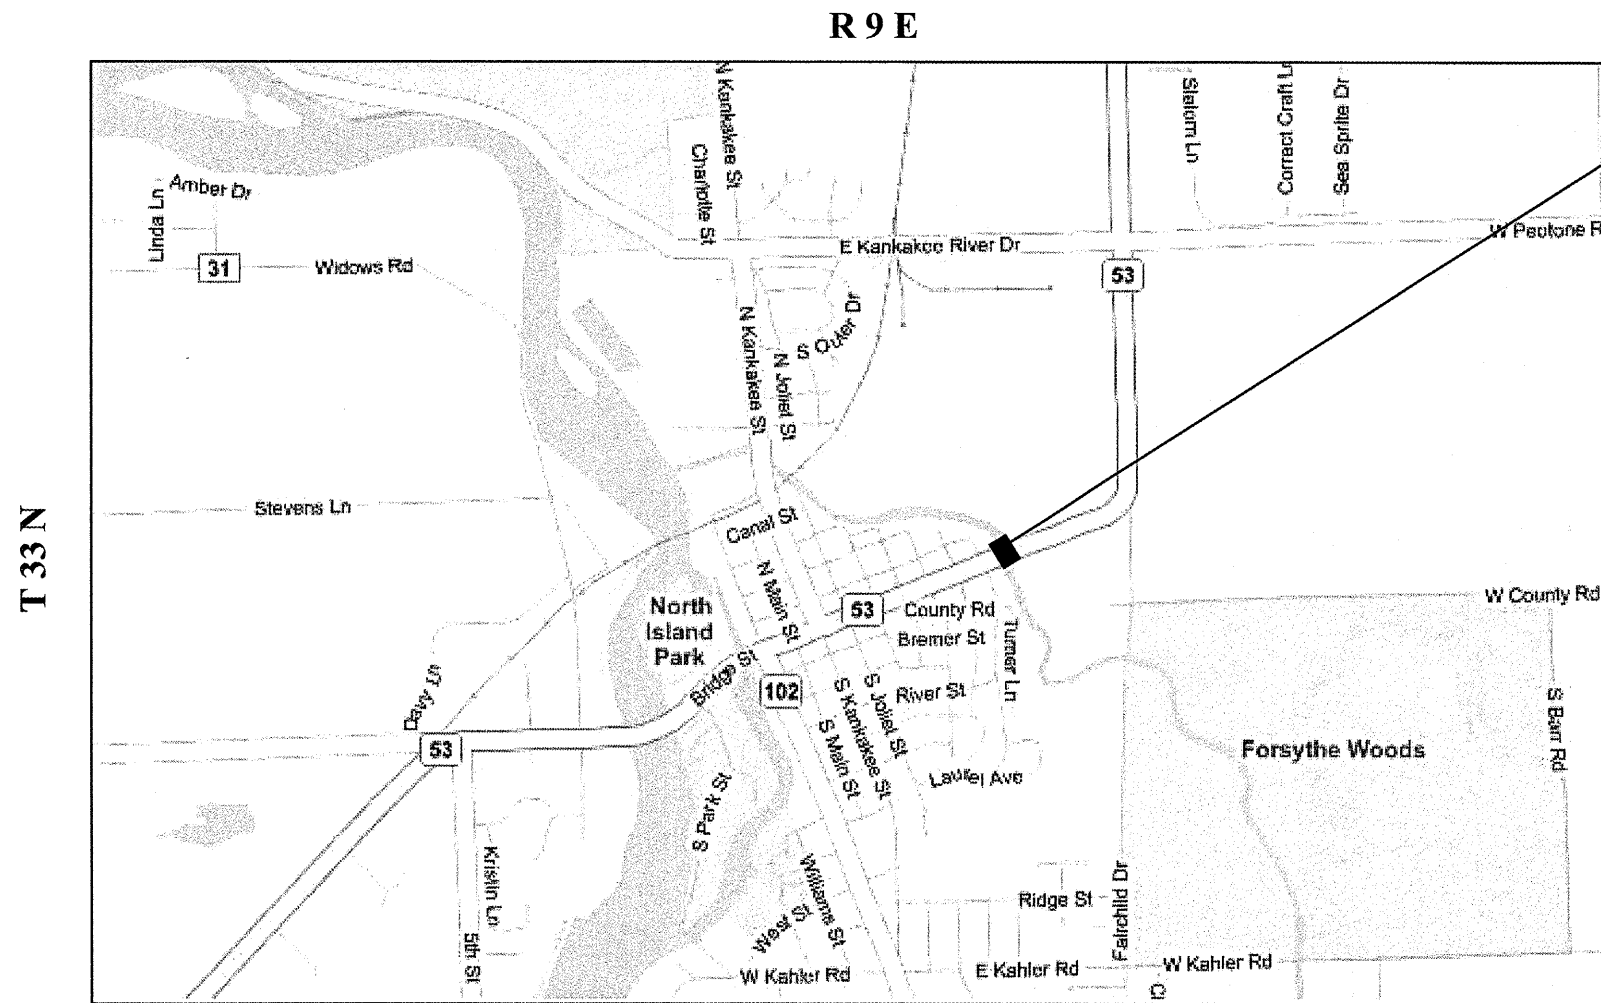 R 9 E
T 33 N
N Kankakee St
Charlotte St
Slalom Ln
Correct Craft Ln
Sea Sprite Dr
Amber Dr
Linda Ln
31
Widows Rd
E Kankakee River Dr
W Peotone R
53
N Kankakee St
N Joliet St
S Outer Dr
Stevens Ln
Canal St
N Main St
North
Island
Park
53
County Rd
Bremer St
Turner Ln
W County Rd
Bridge St
102
River St
S Joliet St
S Kankakee St
S Main St
Davy Ln
53
Forsythe Woods
S Barr Rd
Laurel Ave
S Park St
Kristin Ln
Williams St
West St
Ridge St
Fairchild Dr
5th St
W Kahler Rd
E Kahler Rd
W Kahler Rd
Cl